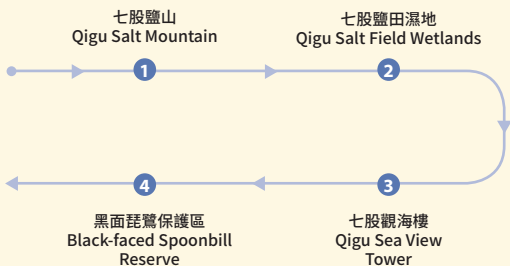 七股鹽山
Qigu Salt Mountain
1
七股鹽田濕地
Qigu Salt Field Wetlands
2
七股觀海樓
Qigu Sea View
Tower
3
黑面琵鷺保護區
Black-faced Spoonbill
Reserve
4